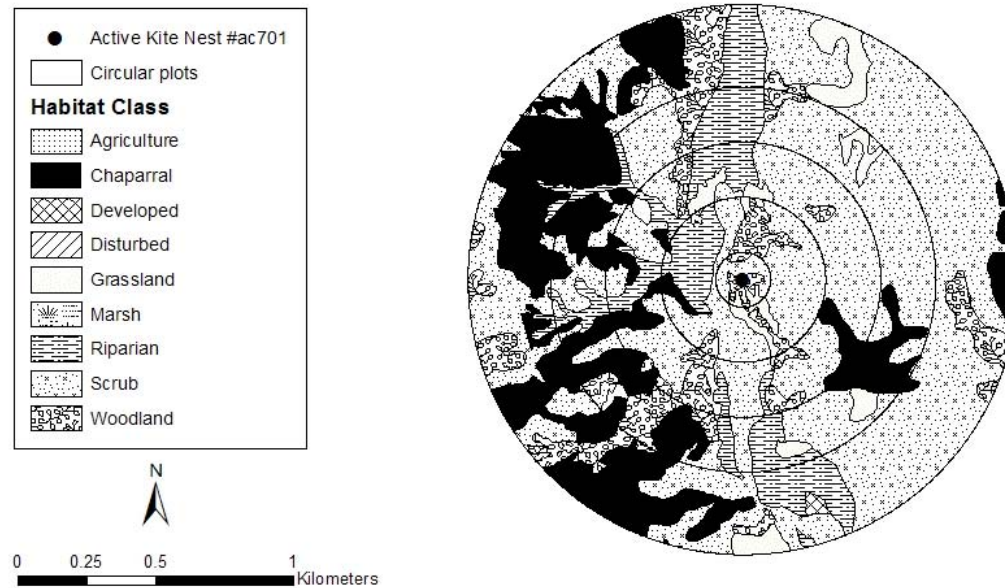 Active Kite Nest #ac701
Circular plots
Habitat Class
Agriculture
Chaparral
Developed
Disturbed
Grassland
Marsh
Riparian
Scrub
Woodland
N
0 0.25 0.5 1
Kilometers